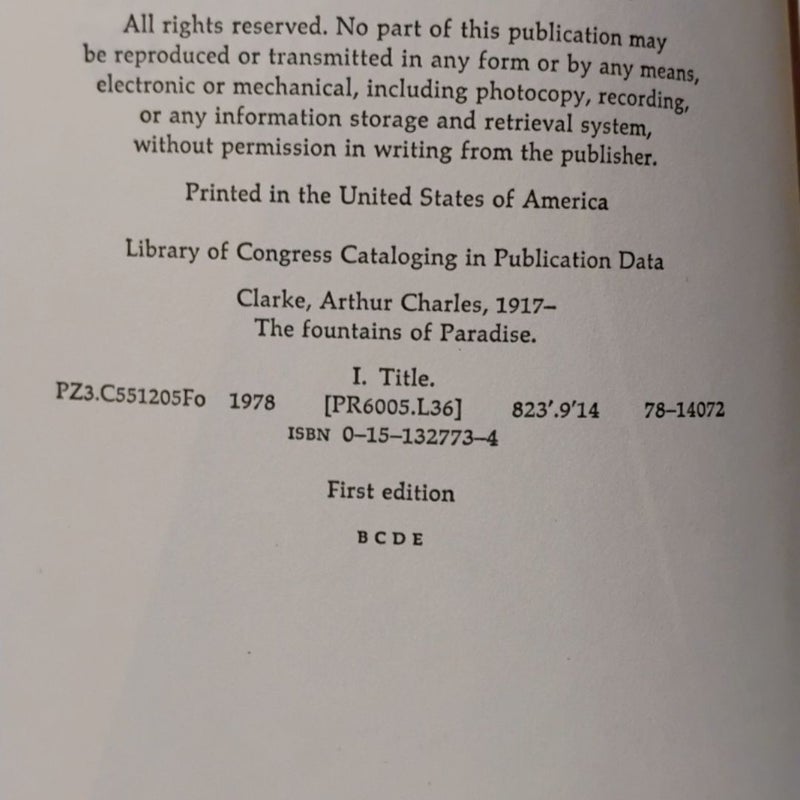 All rights reserved. No part of this publication may
be reproduced or transmitted in any form or by any means,
electronic or mechanical, including photocopy, recording,
or any information storage and retrieval system,
without permission in writing from the publisher.
Printed in the United States of America
Library of Congress Cataloging in Publication Data
Clarke, Arthur Charles, 1917–
The fountains of Paradise.
I. Title.
PZ3.C551205Fo 1978 [PR6005.L36] 823'.9'14 78–14072
ISBN 0–15–132773–4
First edition
B C D E